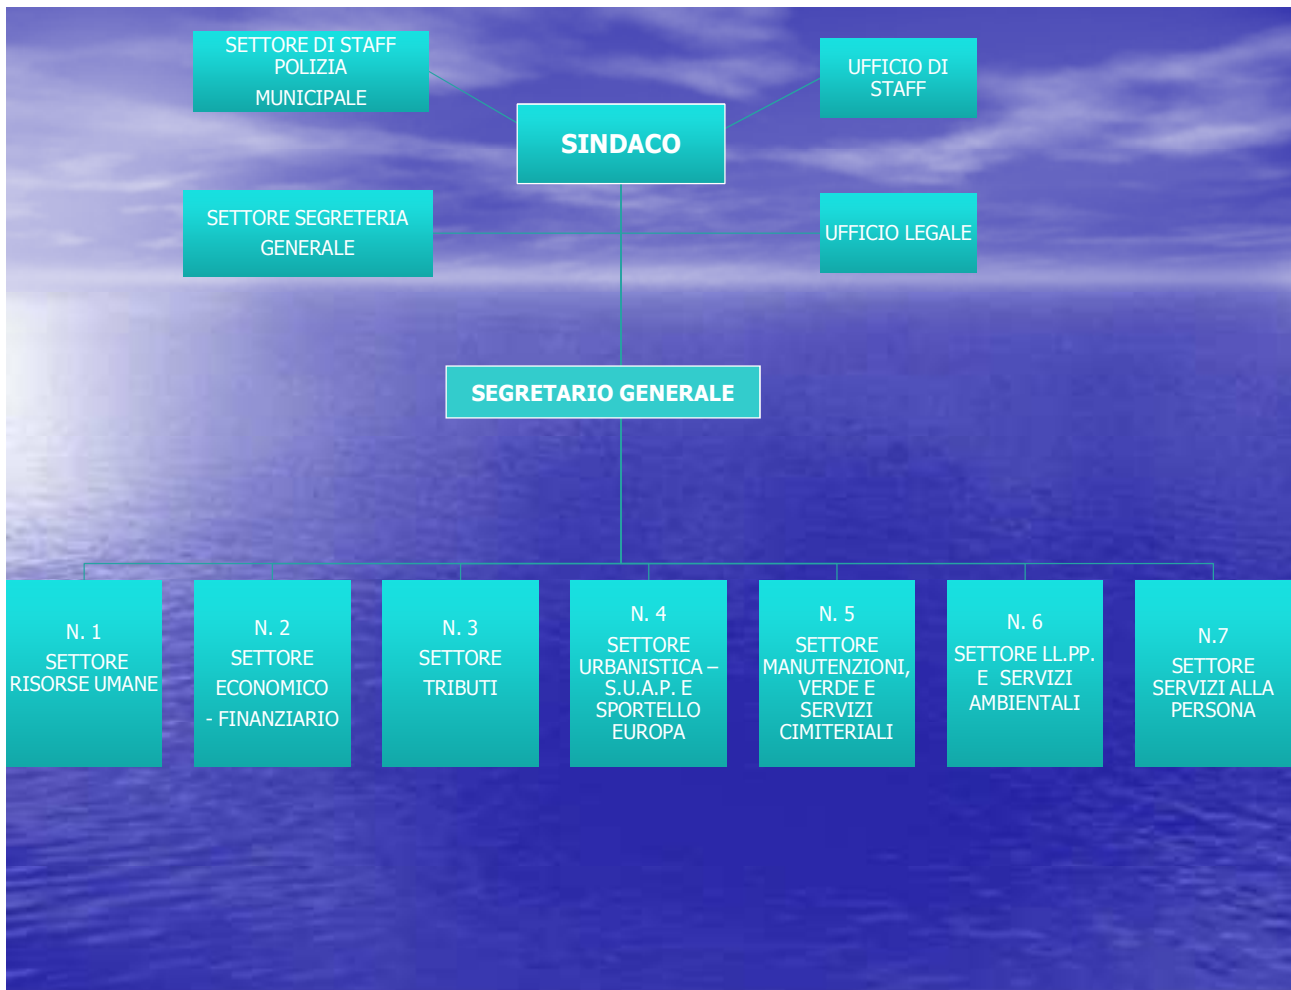 SETTORE DI STAFF
POLIZIA
MUNICIPALE
UFFICIO DI
STAFF
SINDACO
SETTORE SEGRETERIA
GENERALE
UFFICIO LEGALE
SEGRETARIO GENERALE
N. 1
SETTORE
RISORSE UMANE
N. 2
SETTORE
ECONOMICO
- FINANZIARIO
N. 3
SETTORE
TRIBUTI
N. 4
SETTORE
URBANISTICA –
S.U.A.P. E
SPORTELLO
EUROPA
N. 5
SETTORE
MANUTENZIONI,
VERDE E
SERVIZI
CIMITERIALI
N. 6
SETTORE LL.PP.
E SERVIZI
AMBIENTALI
N.7
SETTORE
SERVIZI ALLA
PERSONA